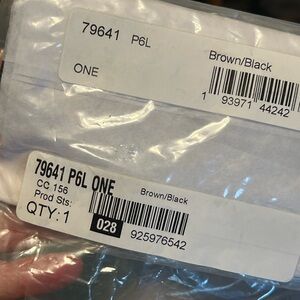 79641 P6L
Brown/Black
ONE
1 93971 44242
79641 P6L ONE
CC 156
Brown/Black
Prod Sts:
QTY: 1
028
925976542